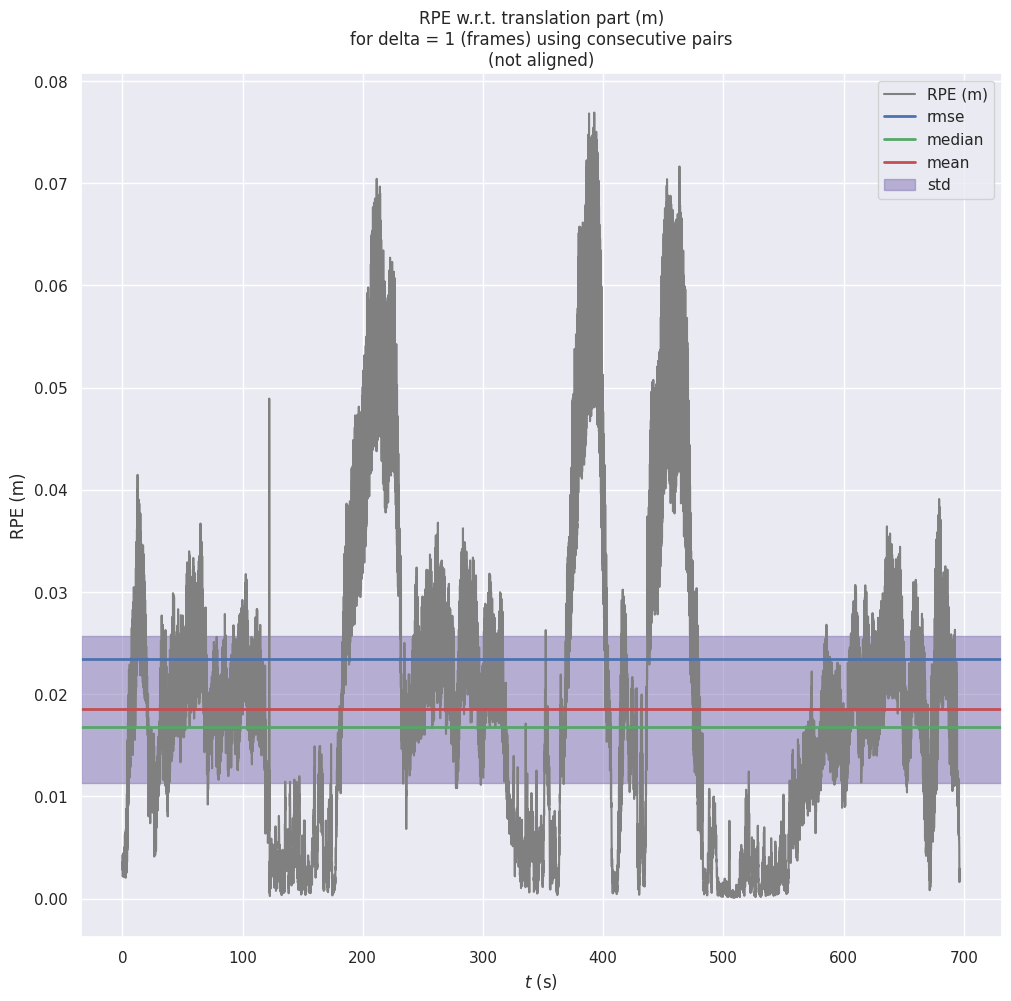 RPE w.r.t. translation part (m)
for delta = 1 (frames) using consecutive pairs
(not aligned)
0.08
0.07
0.06
0.05
0.04
0.03
0.02
0.01
0.00
RPE (m)
RPE (m)
rmse
median
mean
std
0
100
200
300
400
500
600
700
t (s)